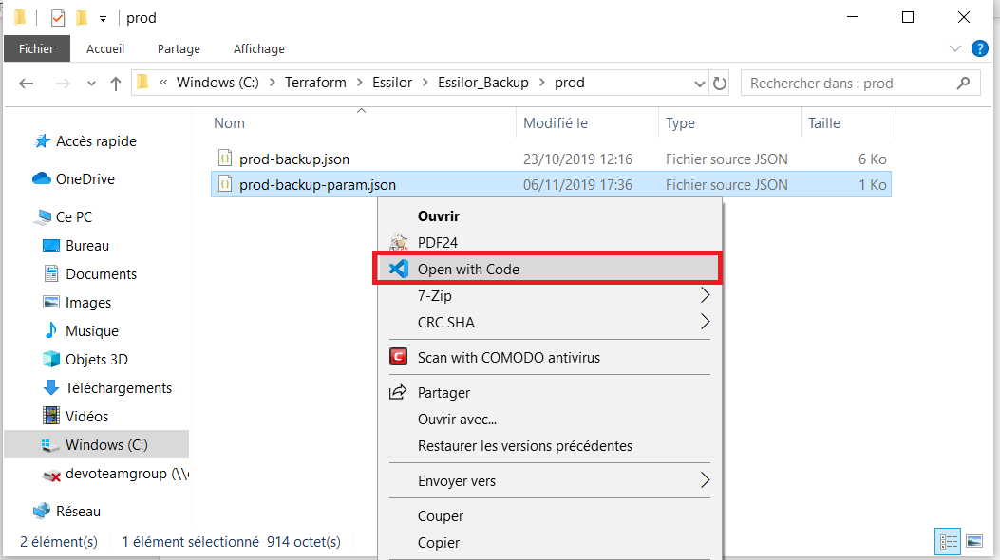 prod
Fichier Accueil Partage Affichage ?
« Windows (C:) > Terraform > Essilor > Essilor_Backup > prod
Rechercher dans : prod
Nom Modifié le Type Taille
prod-backup.json 23/10/2019 12:16 Fichier source JSON 6 Ko
prod-backup-param.json 06/11/2019 17:36 Fichier source JSON 1 Ko
Accès rapide
OneDrive
Ce PC
Bureau
Documents
Images
Musique
Objets 3D
Téléchargements
Vidéos
Windows (C:)
devoteamgroup (\\
Réseau
Ouvrir
PDF24
Open with Code
7-Zip
CRC SHA
Scan with COMODO antivirus
Partager
Ouvrir avec...
Restaurer les versions précédentes
Envoyer vers
Couper
Copier
2 élément(s) 1 élément sélectionné 914 octet(s)